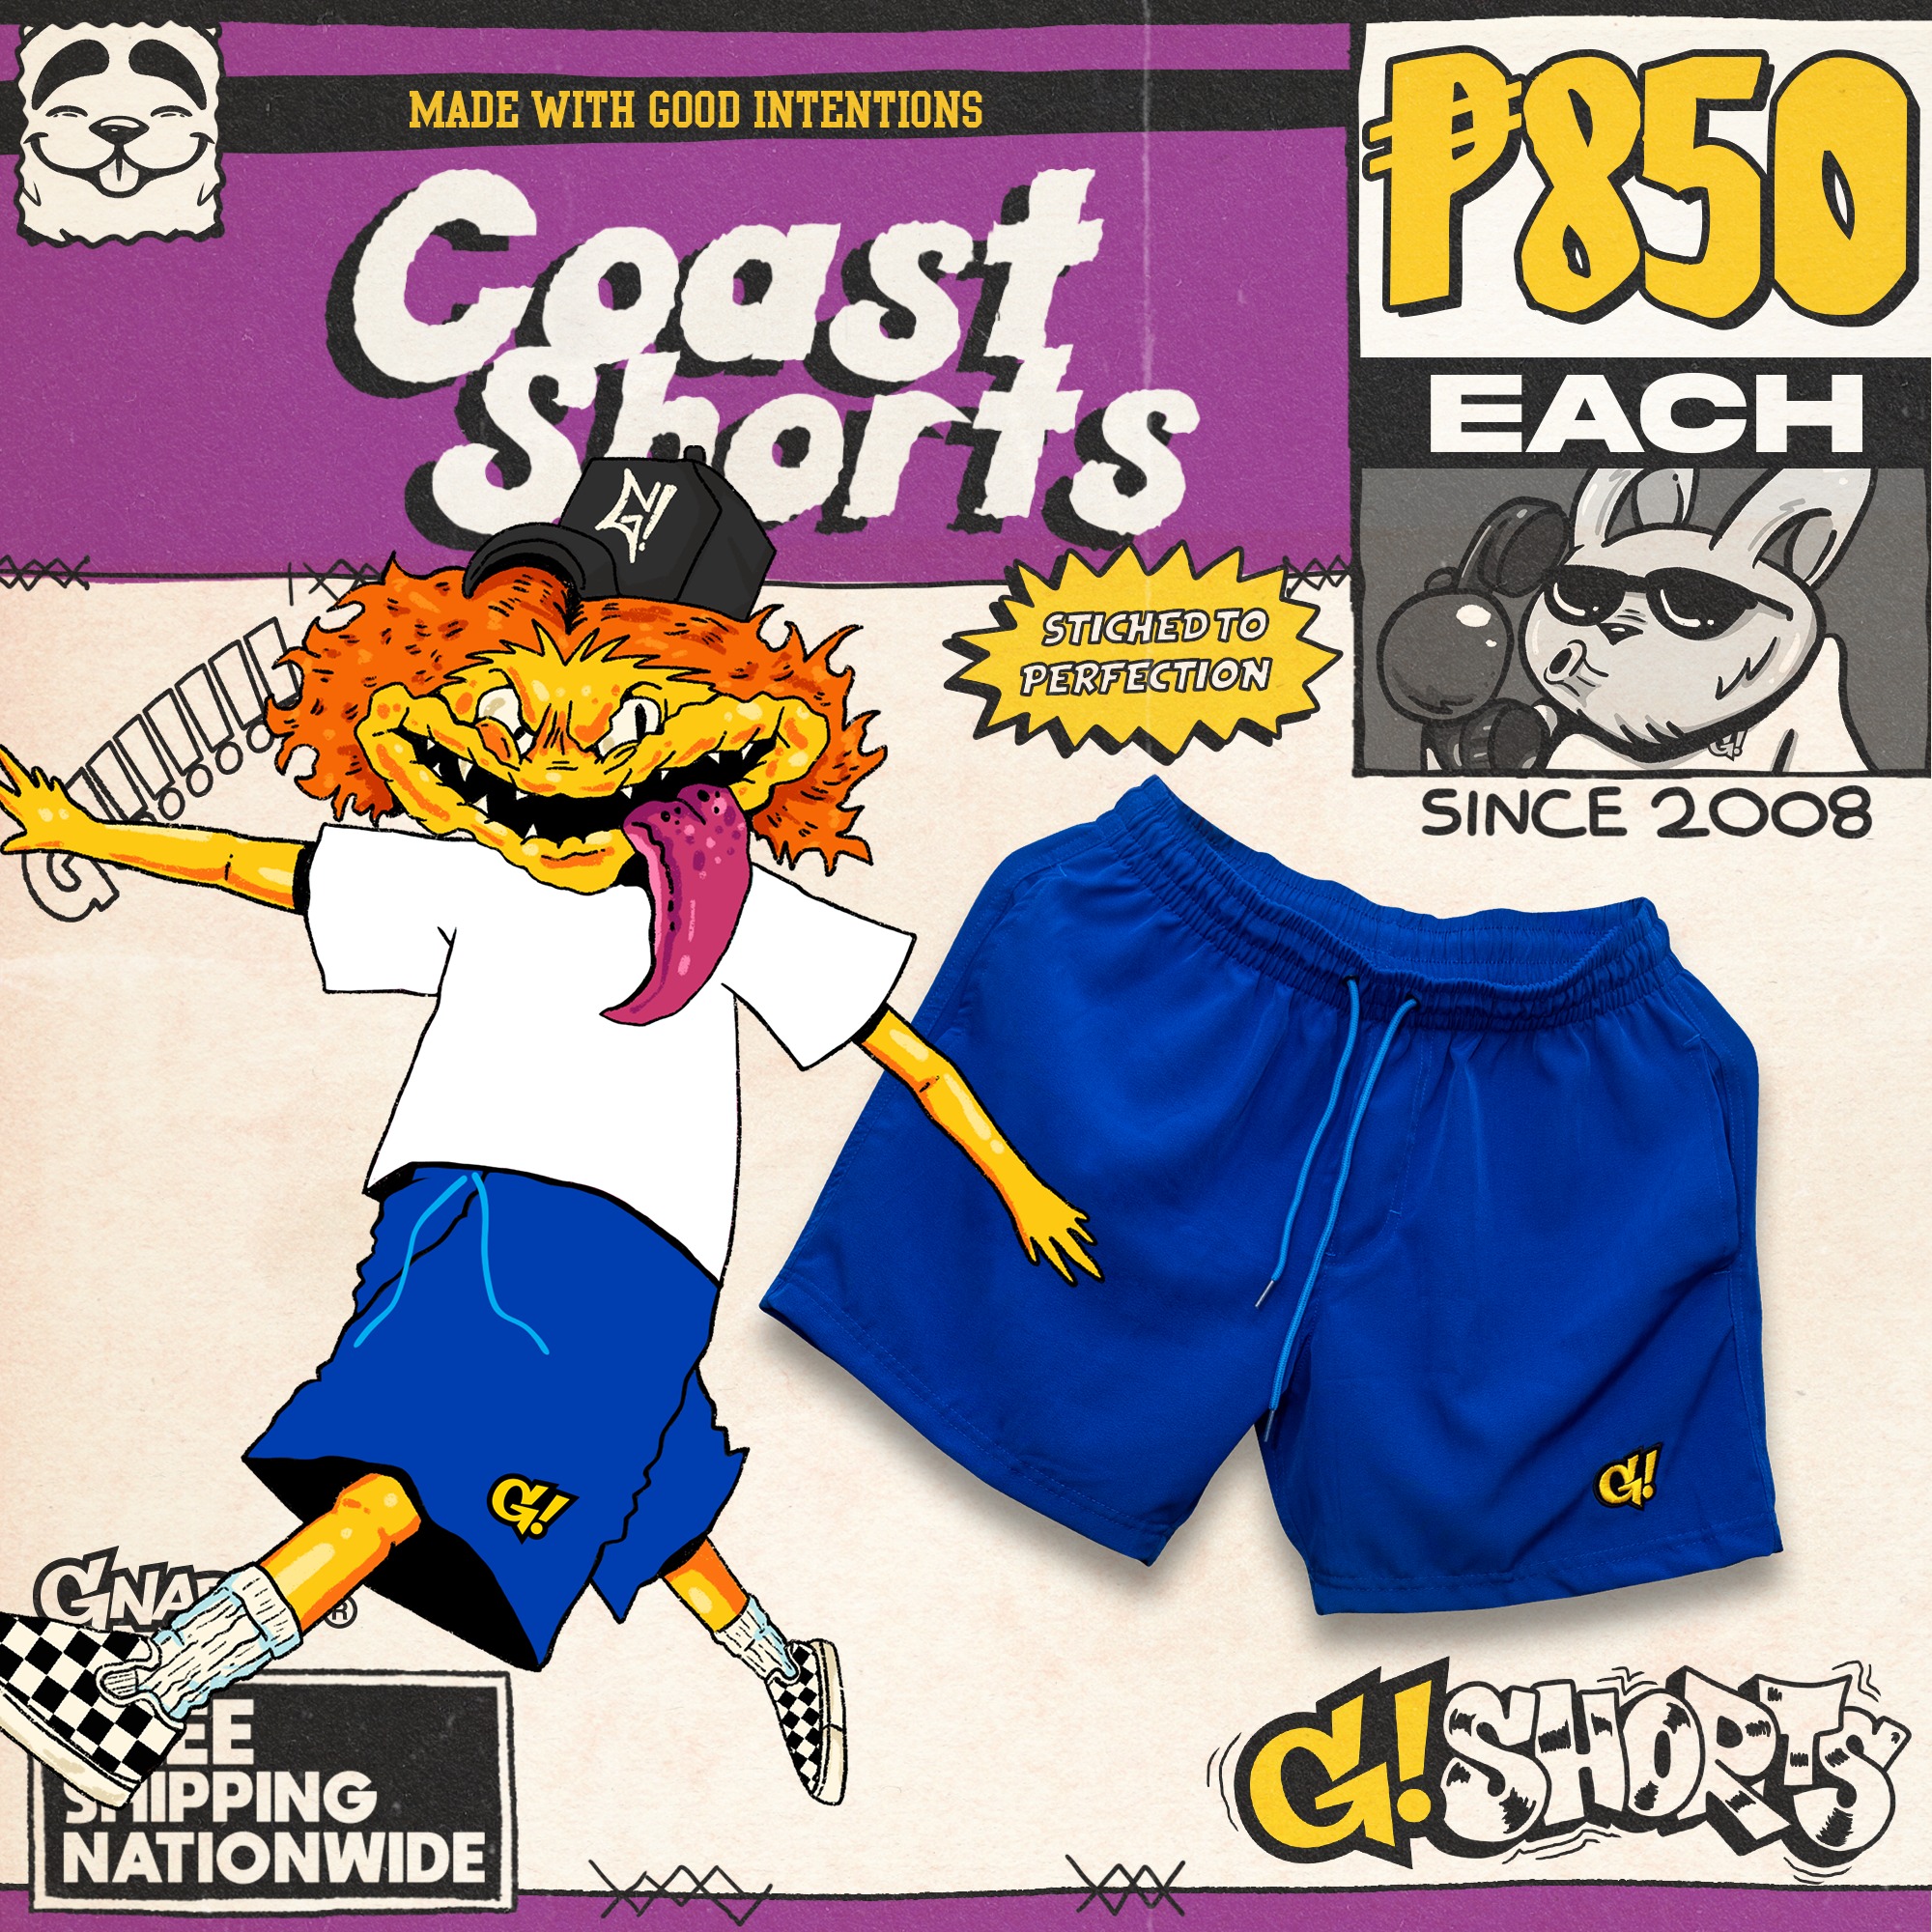 MADE WITH GOOD INTENTIONS
Coast
Shorts
₱850
EACH
G!
STICHED TO
PERFECTION
G!
SINCE 2008
G!!!!!!!
G!
G!
SHIPPING
NATIONWIDE
G! SHORTS